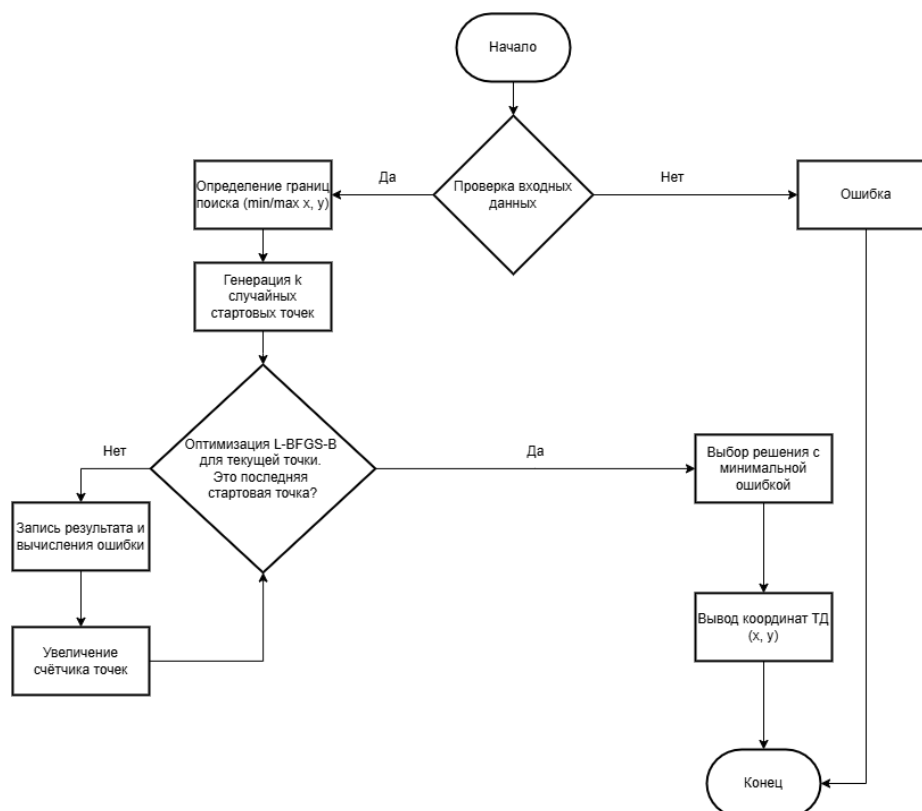 Начало
Проверка входных
данных
Да
Нет
Определение границ
поиска (min/max x, y)
Ошибка
Генерация k
случайных
стартовых точек
Оптимизация L-BFGS-B
для текущей точки.
Это последняя
стартовая точка?
Нет
Да
Выбор решения с
минимальной
ошибкой
Запись результата и
вычисления ошибки
Увеличение
счётчика точек
Вывод координат ТД
(x, y)
Конец